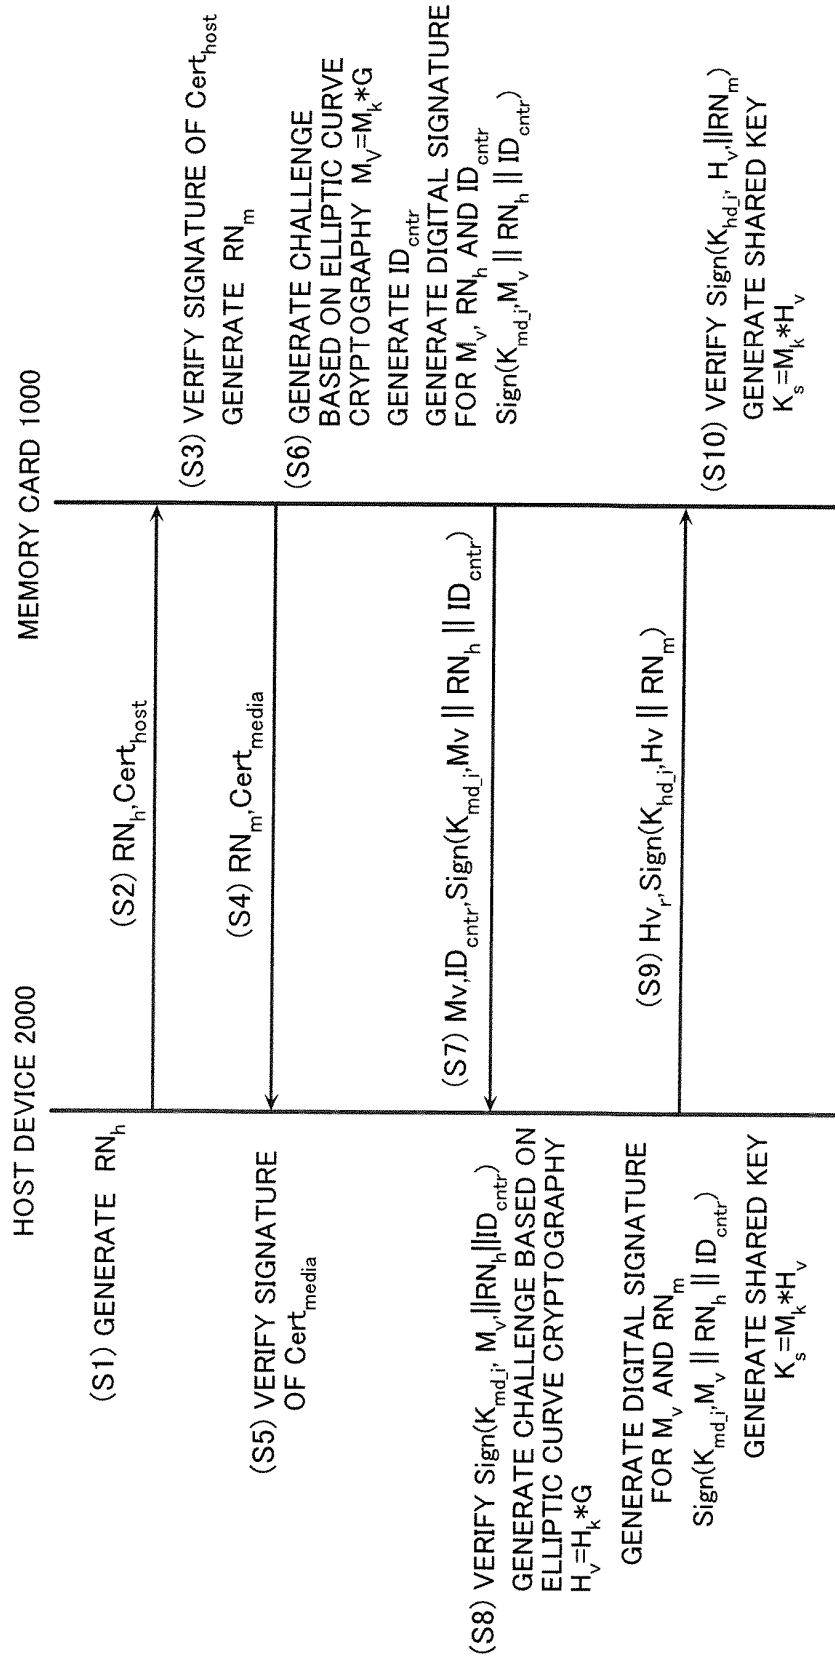 HOST DEVICE 2000
MEMORY CARD 1000
(S1) GENERATE RNh
(S2) RNh,Certhost
(S3) VERIFY SIGNATURE OF Certhost
GENERATE RNm
(S4) RNm,Certmedia
(S5) VERIFY SIGNATURE
OF Certmedia
(S6) GENERATE CHALLENGE
BASED ON ELLIPTIC CURVE
CRYPTOGRAPHY MV=Mk*G
GENERATE IDcntr
GENERATE DIGITAL SIGNATURE
FOR Mv, RNh AND IDcntr
Sign(Kmd_i,Mv || RNh || IDcntr)
(S7) Mv,IDcntr,Sign(Kmd_i,Mv || RNh || IDcntr)
(S8) VERIFY Sign(Kmd_i, Mv,||RNh||IDcntr)
GENERATE CHALLENGE BASED ON
ELLIPTIC CURVE CRYPTOGRAPHY
Hv=Hk*G
GENERATE DIGITAL SIGNATURE
FOR Mv AND RNm
Sign(Kmd_i,Mv || RNh || IDcntr)
GENERATE SHARED KEY
Ks=Mk*Hv
(S9) Hvr,Sign(Khd_i,Hv || RNm)
(S10) VERIFY Sign(Khd_i, Hv,||RNm)
GENERATE SHARED KEY
Ks=Mk*Hv